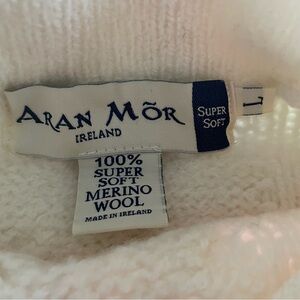 ARAN MÕR
IRELAND
SUPER
SOFT
L
100%
SUPER
SOFT
MERINO
WOOL
MADE IN IRELAND